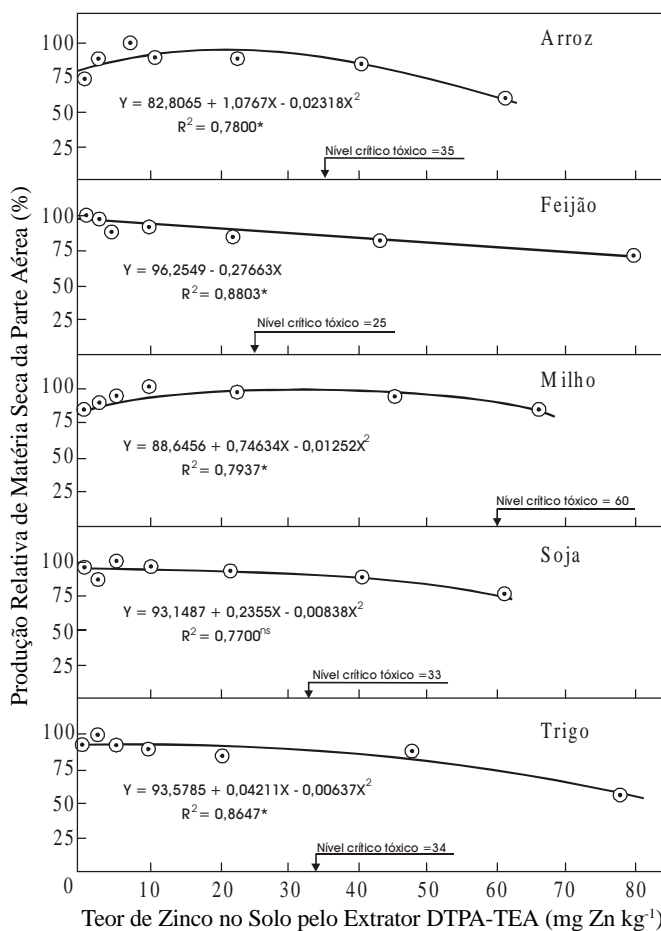 Produção Relativa de Matéria Seca da Parte Aérea (%)
Arroz
100
75
50
25
Y = 82,8065 + 1,0767X - 0,02318X²
R² = 0,7800*
Nível crítico tóxico =35
Feijão
100
75
50
25
Y = 96,2549 - 0,27663X
R² = 0,8803*
Nível crítico tóxico =25
Milho
100
75
50
25
Y = 88,6456 + 0,74634X - 0,01252X²
R² = 0,7937*
Nível crítico tóxico = 60
Soja
100
75
50
25
Y = 93,1487 + 0,2355X - 0,00838X²
R² = 0,7700ⁿˢ
Nível crítico tóxico =33
Trigo
100
75
50
25
Y = 93,5785 + 0,04211X - 0,00637X²
R² = 0,8647*
Nível crítico tóxico =34
0 10 20 30 40 50 60 70 80
Teor de Zinco no Solo pelo Extrator DTPA-TEA (mg Zn kg⁻¹)